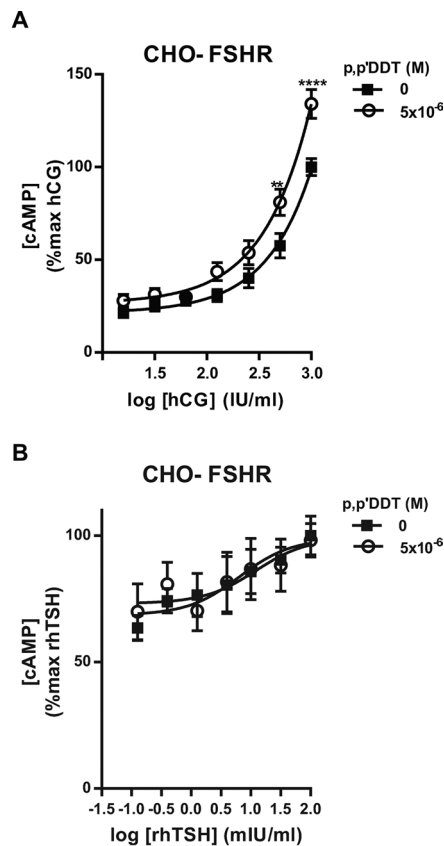 A
CHO- FSHR
p,p'DDT (M)
0
5x10⁻⁶
150
100
50
0
****
**
[cAMP]
(%max hCG)
1.5 2.0 2.5 3.0
log [hCG] (IU/ml)
B
CHO- FSHR
p,p'DDT (M)
0
5x10⁻⁶
100
50
0
[cAMP]
(%max rhTSH)
-1.5 -1.0 -0.5 0.0 0.5 1.0 1.5 2.0
log [rhTSH] (mIU/ml)